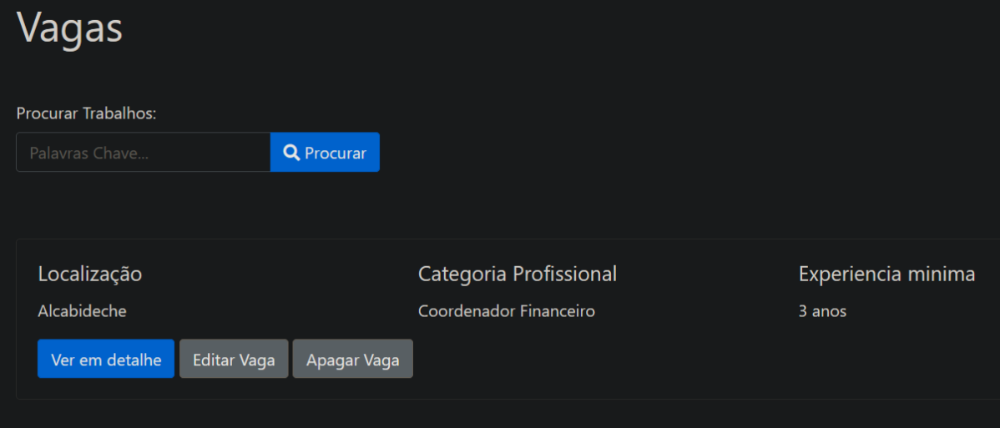 Vagas
Procurar Trabalhos:
Palavras Chave...
Procurar
Localização
Categoria Profissional
Experiencia minima
Alcabideche
Coordenador Financeiro
3 anos
Ver em detalhe
Editar Vaga
Apagar Vaga